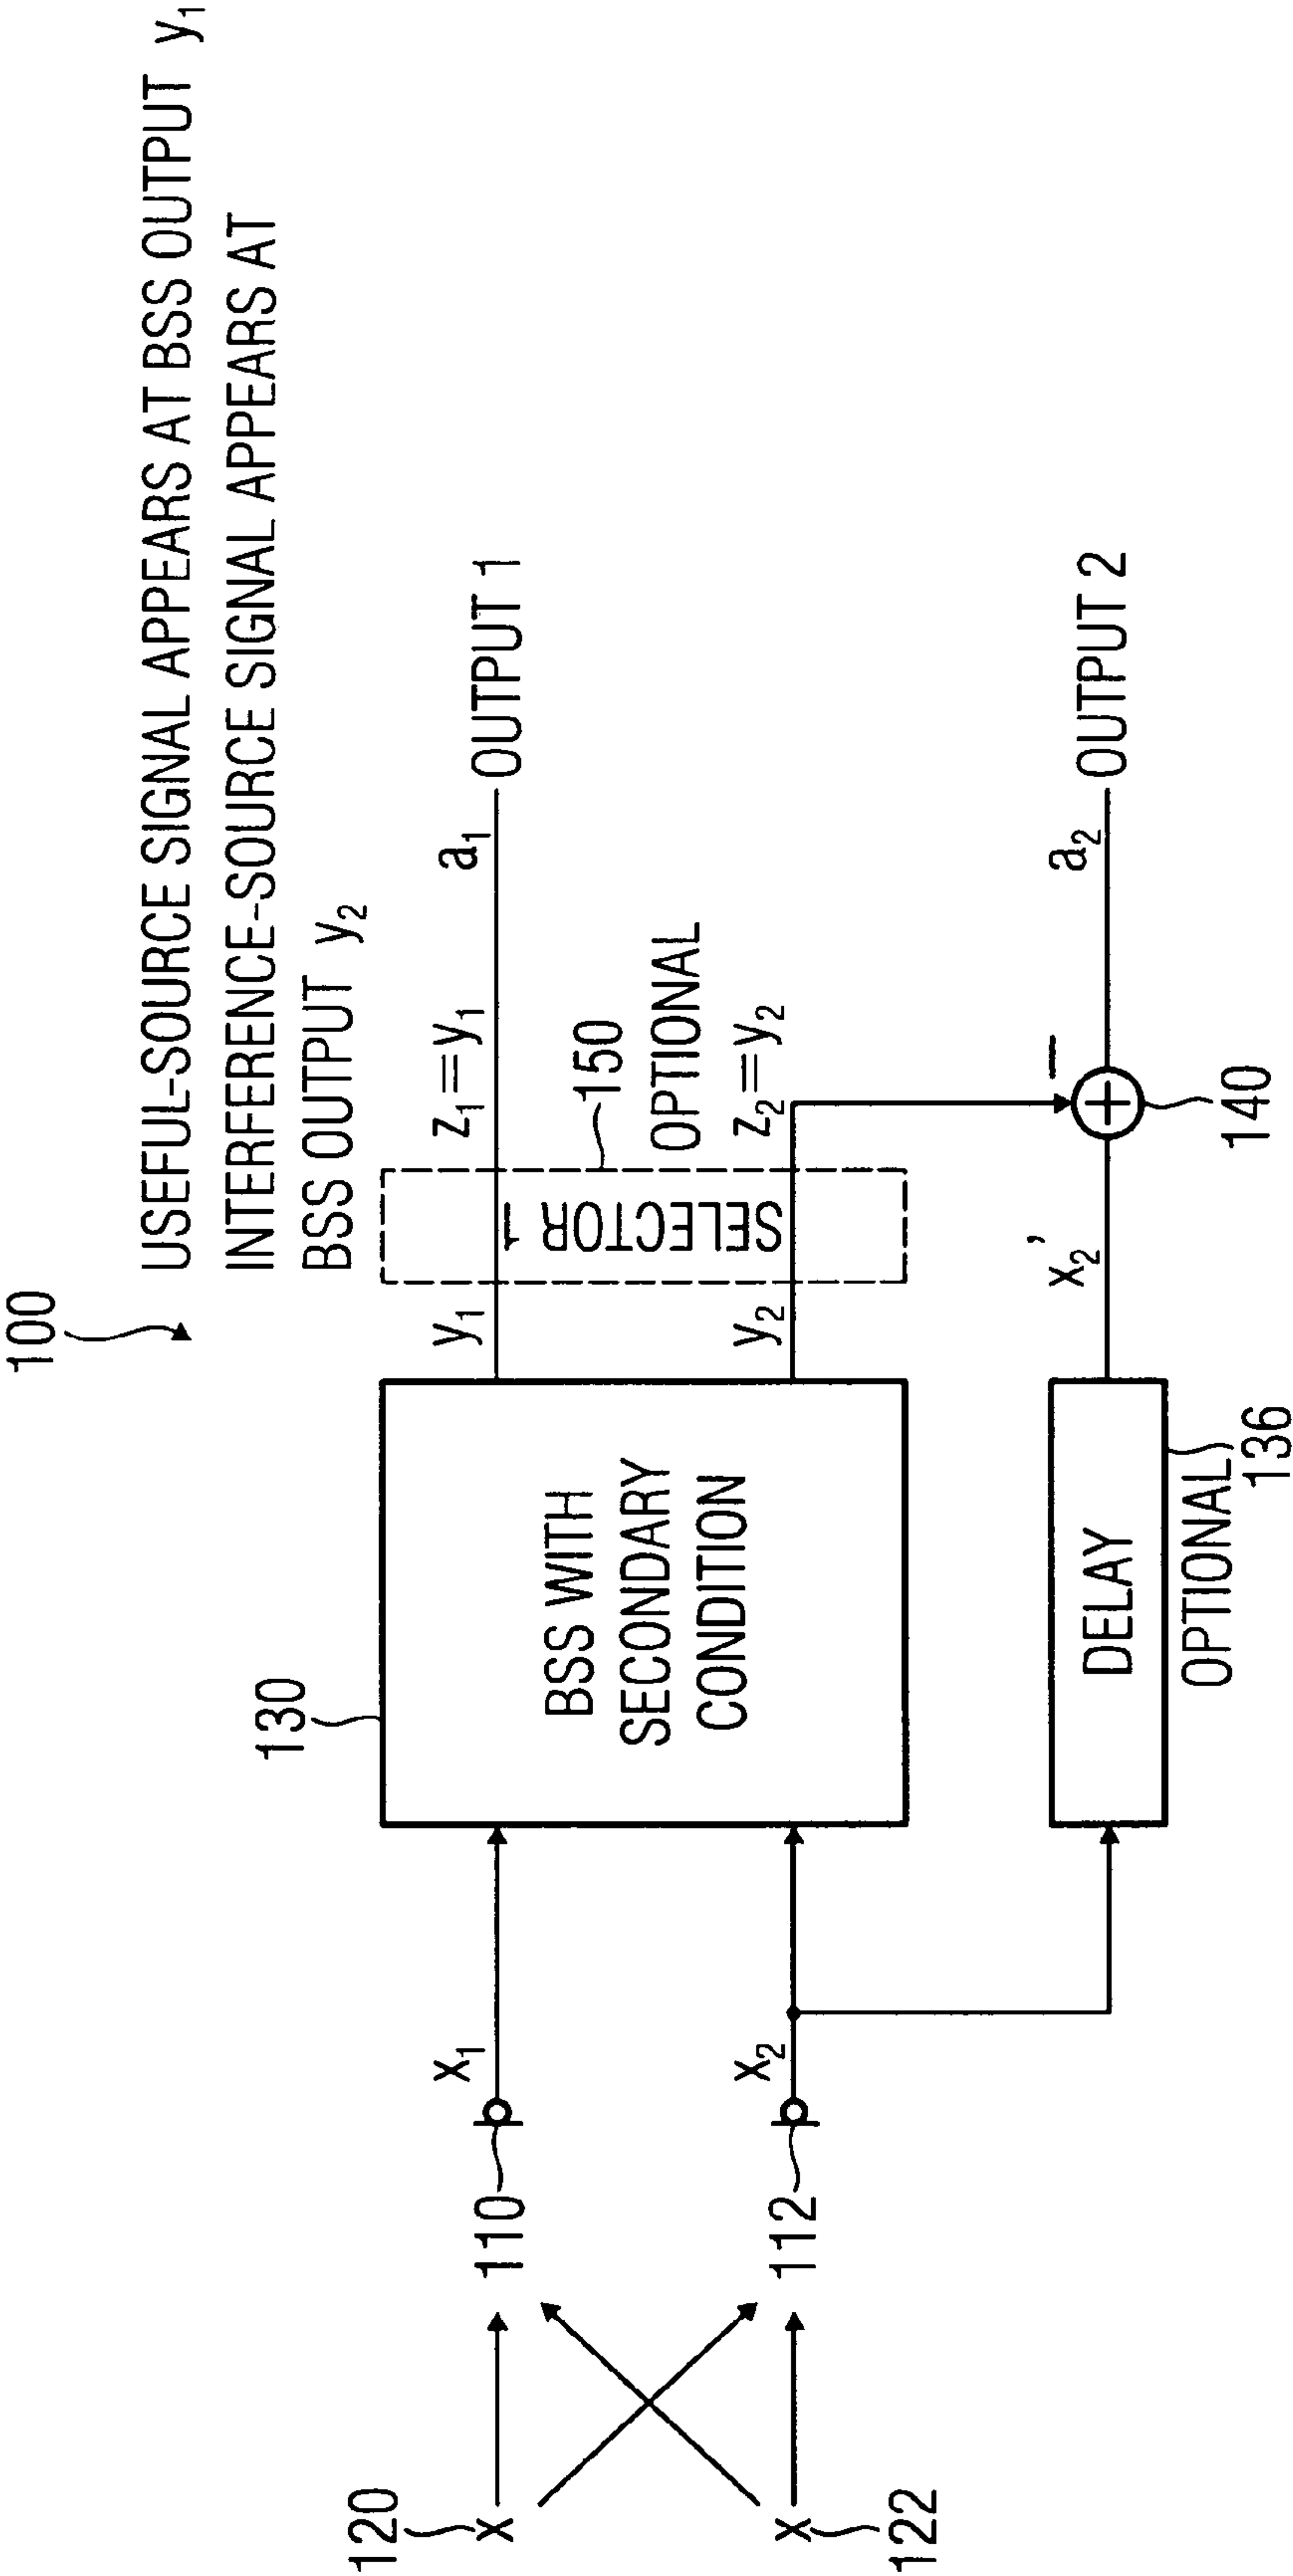 100
USEFUL-SOURCE SIGNAL APPEARS AT BSS OUTPUT y₁
INTERFERENCE-SOURCE SIGNAL APPEARS AT
BSS OUTPUT y₂
120
x
x
122
110
112
x₁
x₂
130
BSS WITH
SECONDARY
CONDITION
y₁
y₂
SELECTOR 1
150
OPTIONAL
z₁=y₁
z₂=y₂
a₁
OUTPUT 1
DELAY
OPTIONAL
136
x₂'
+
−
140
a₂
OUTPUT 2